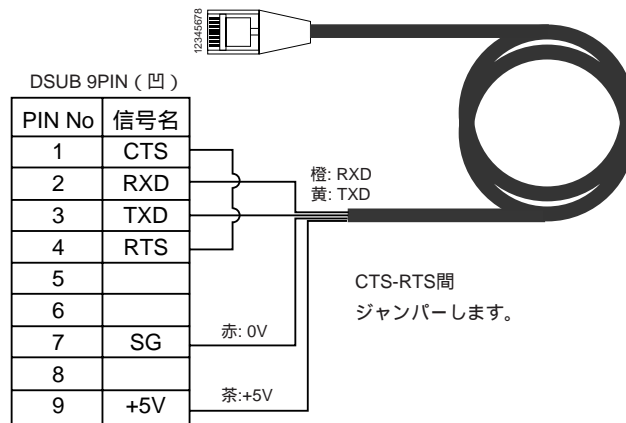 12345678
DSUB 9PIN ( 凹 )
PIN No 信号名
1 CTS
2 RXD
3 TXD
4 RTS
5
6
7 SG
8
9 +5V
橙: RXD
黄: TXD
赤: 0V
茶:+5V
CTS-RTS間
ジャンパーします。